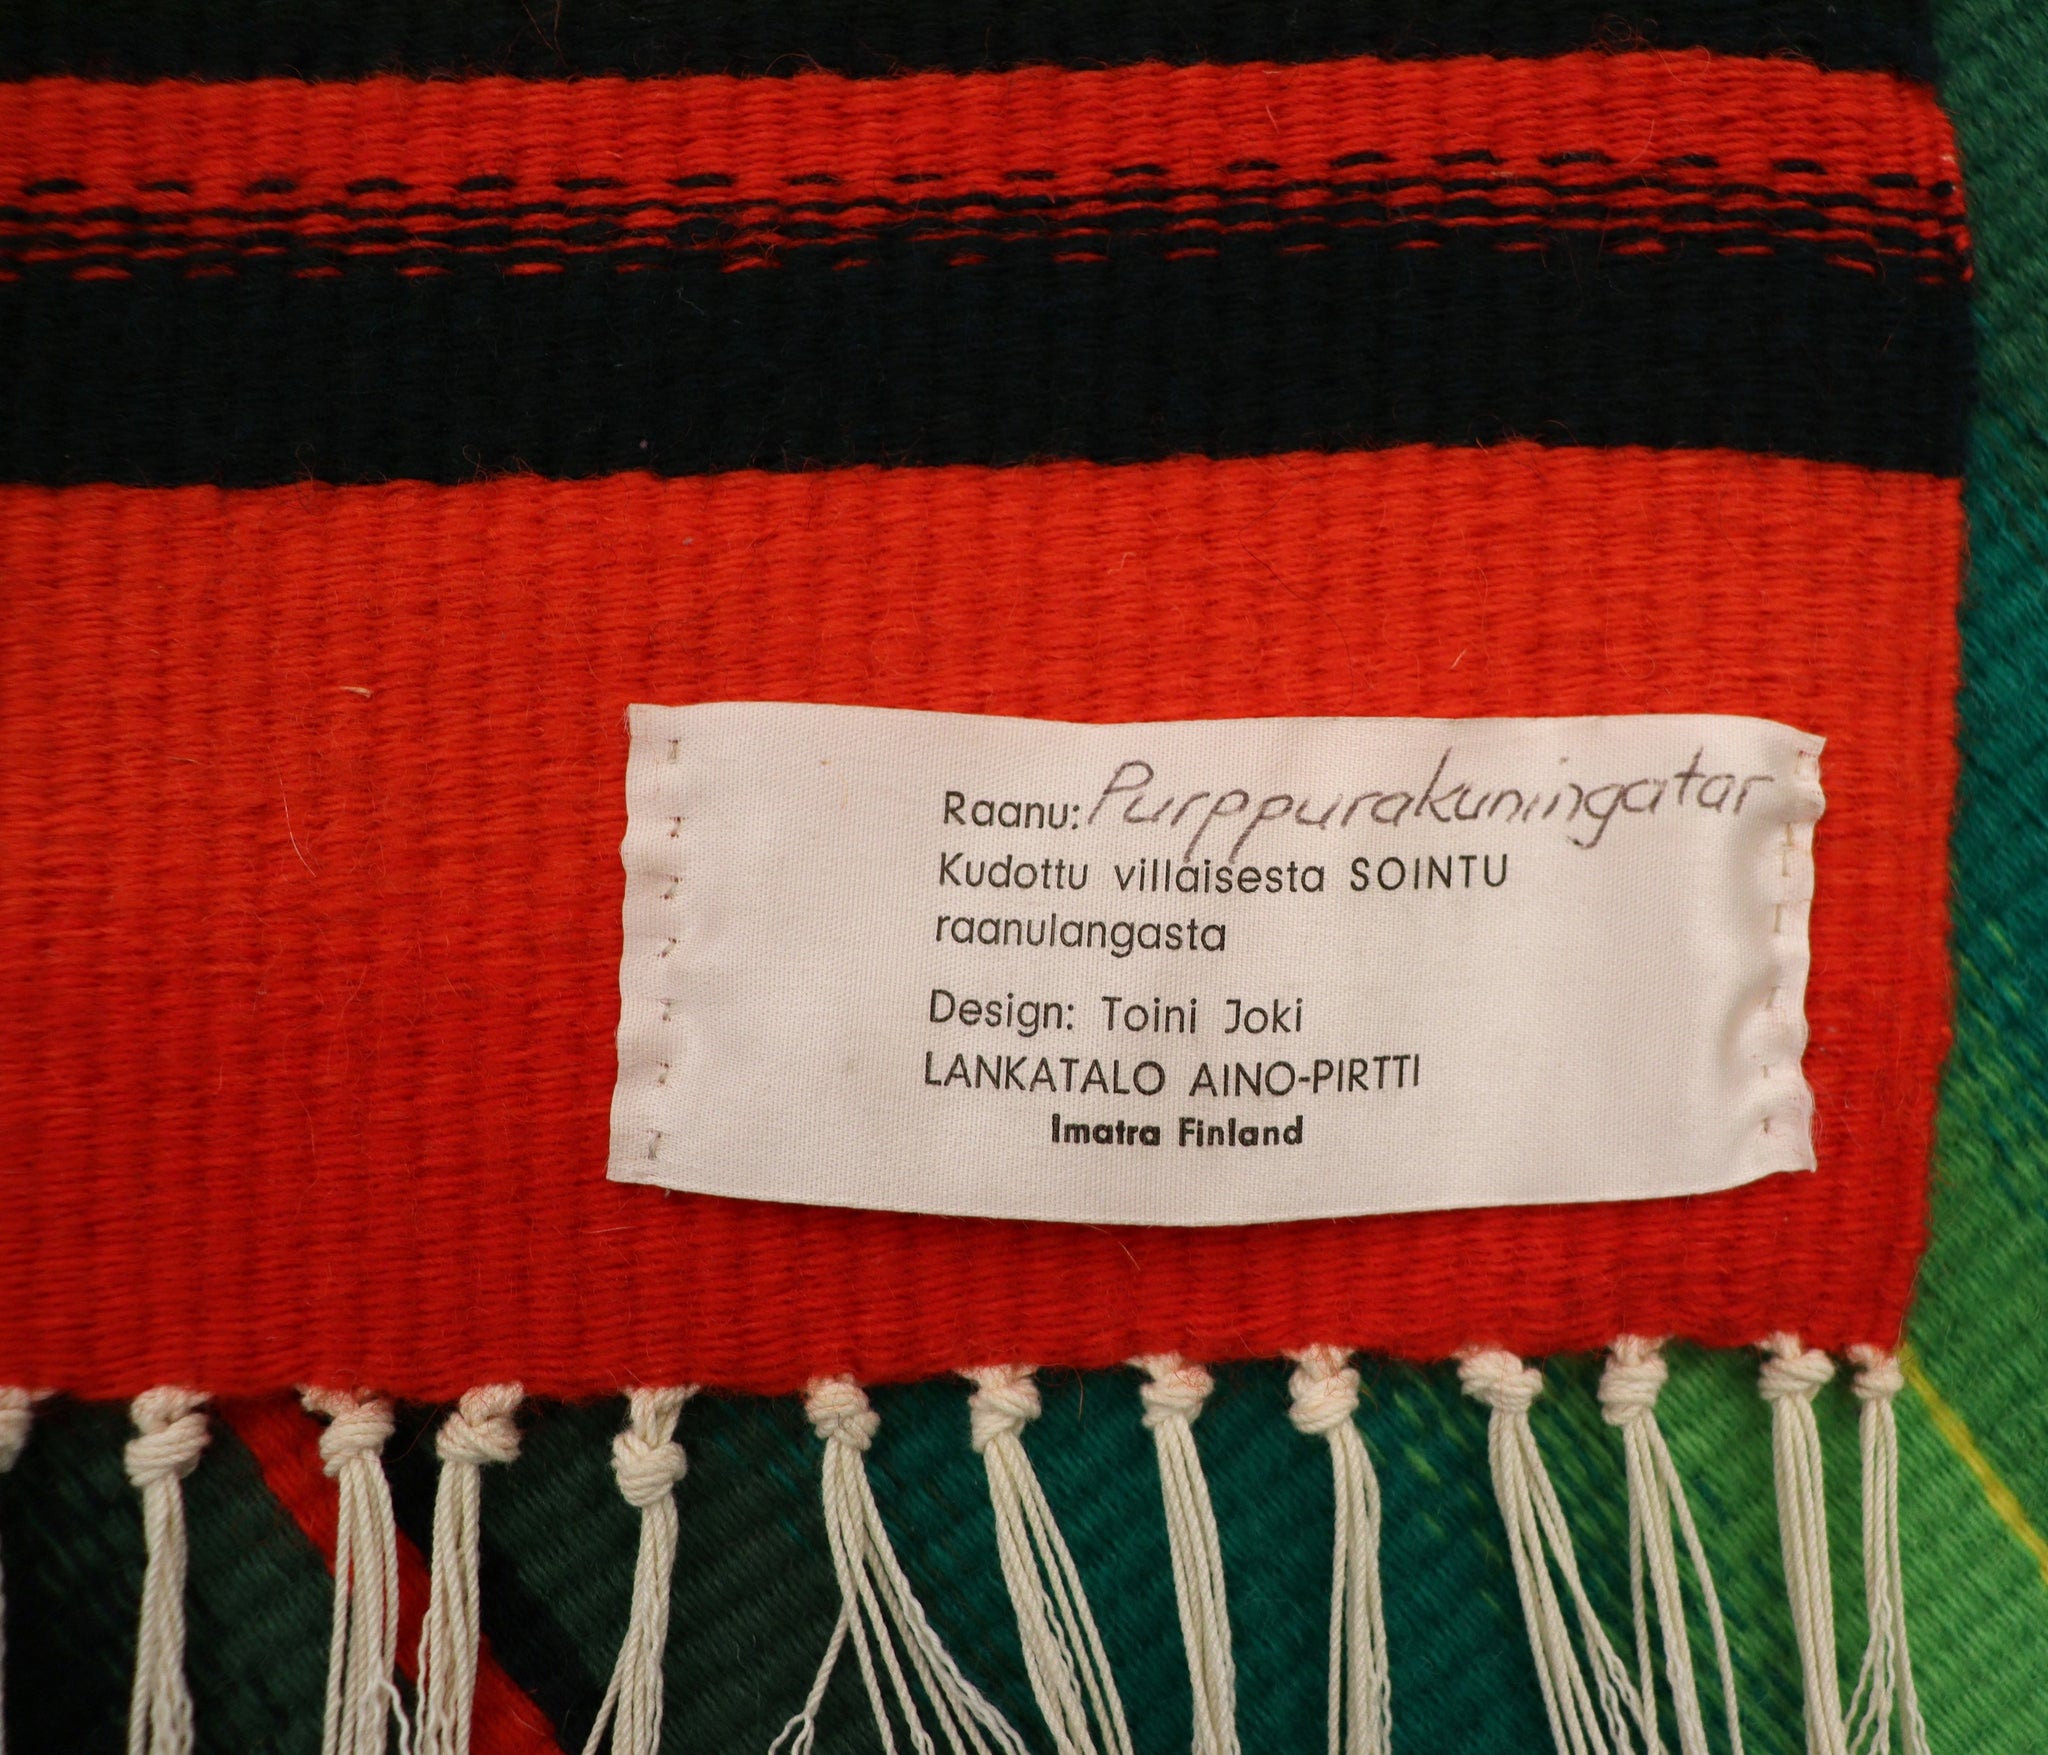 Raanu: Purppurakuningatar
Kudottu villaisesta SOINTU
raanulangasta
Design: Toini Joki
LANKATALO AINO-PIRTTI
Imatra Finland